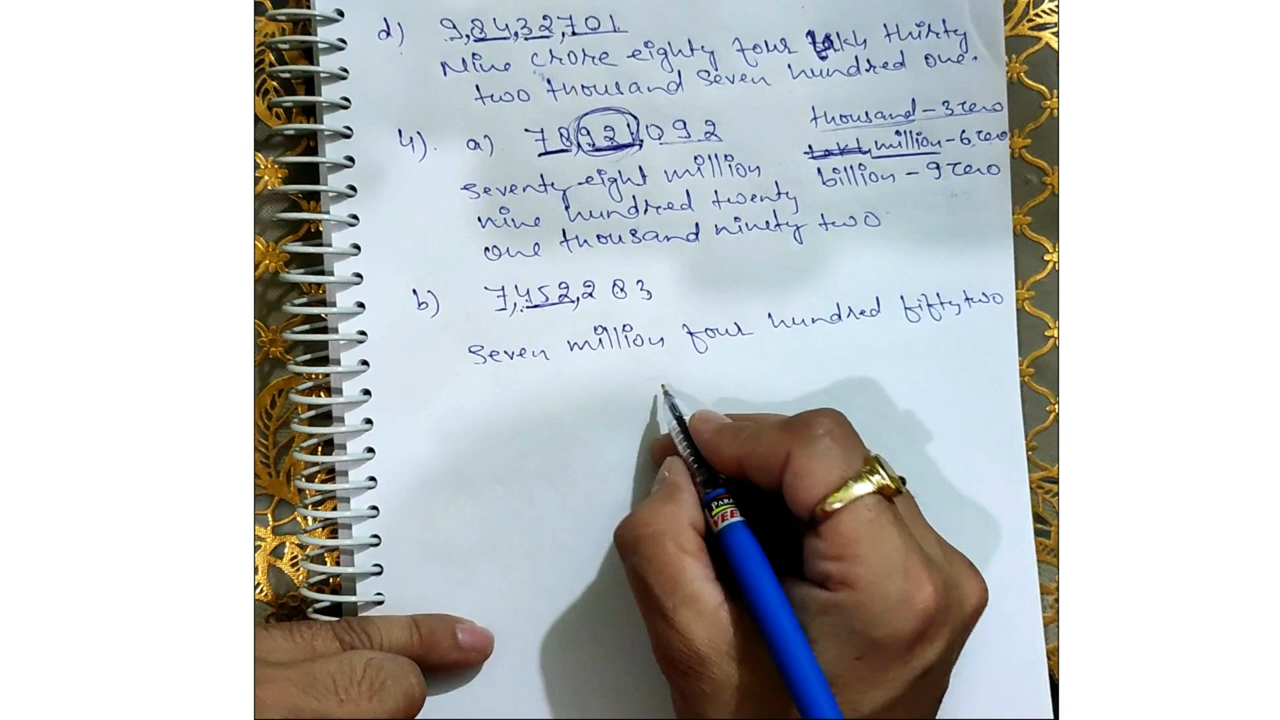 d) 9,84,32,701
Nine crore eighty four lakh thirty
two thousand seven hundred one.
4). a) 78,921,092
thousand - 3 zero
million - 6 zero
billion - 9 zero
seventy eight million
nine hundred twenty
one thousand ninety two
b) 7,452,283
Seven million four hundred fifty two
PARA